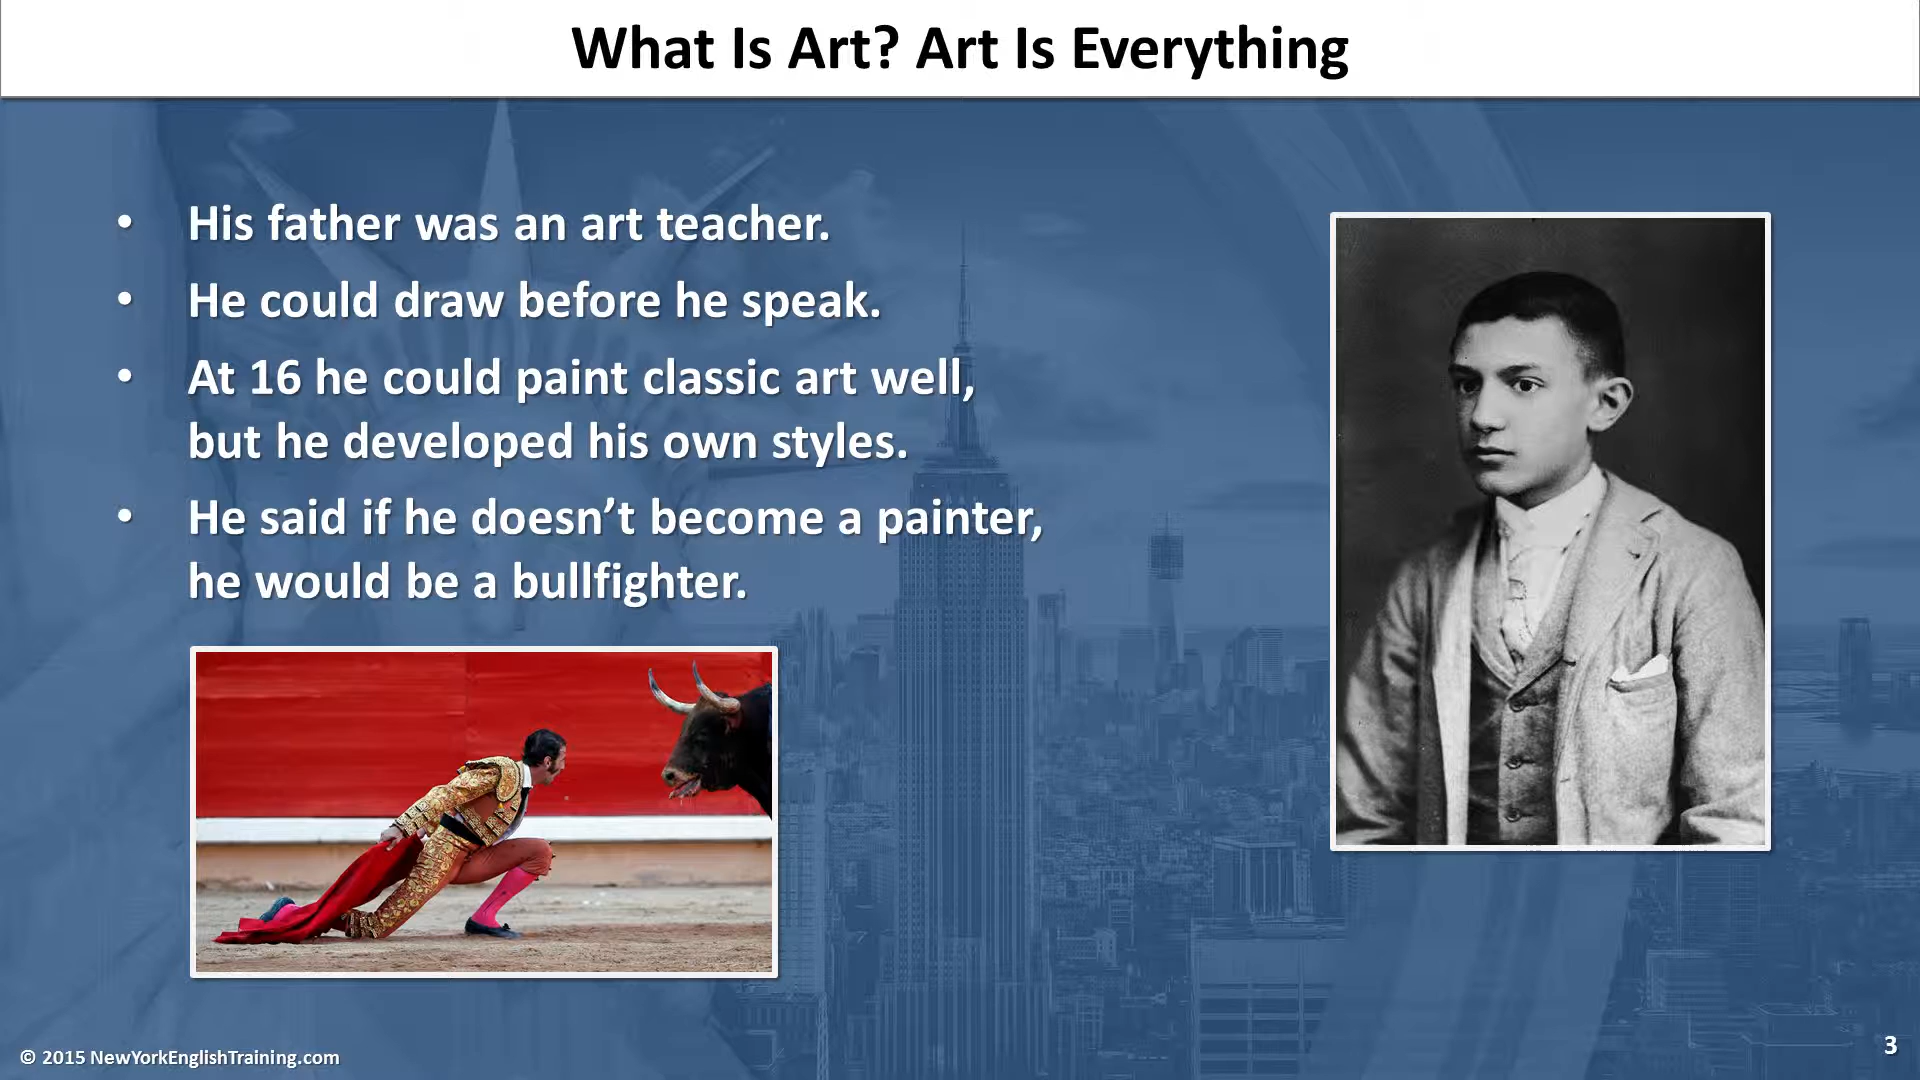 What Is Art? Art Is Everything
• His father was an art teacher.
• He could draw before he speak.
• At 16 he could paint classic art well,
but he developed his own styles.
• He said if he doesn’t become a painter,
he would be a bullfighter.
© 2015 NewYorkEnglishTraining.com
3